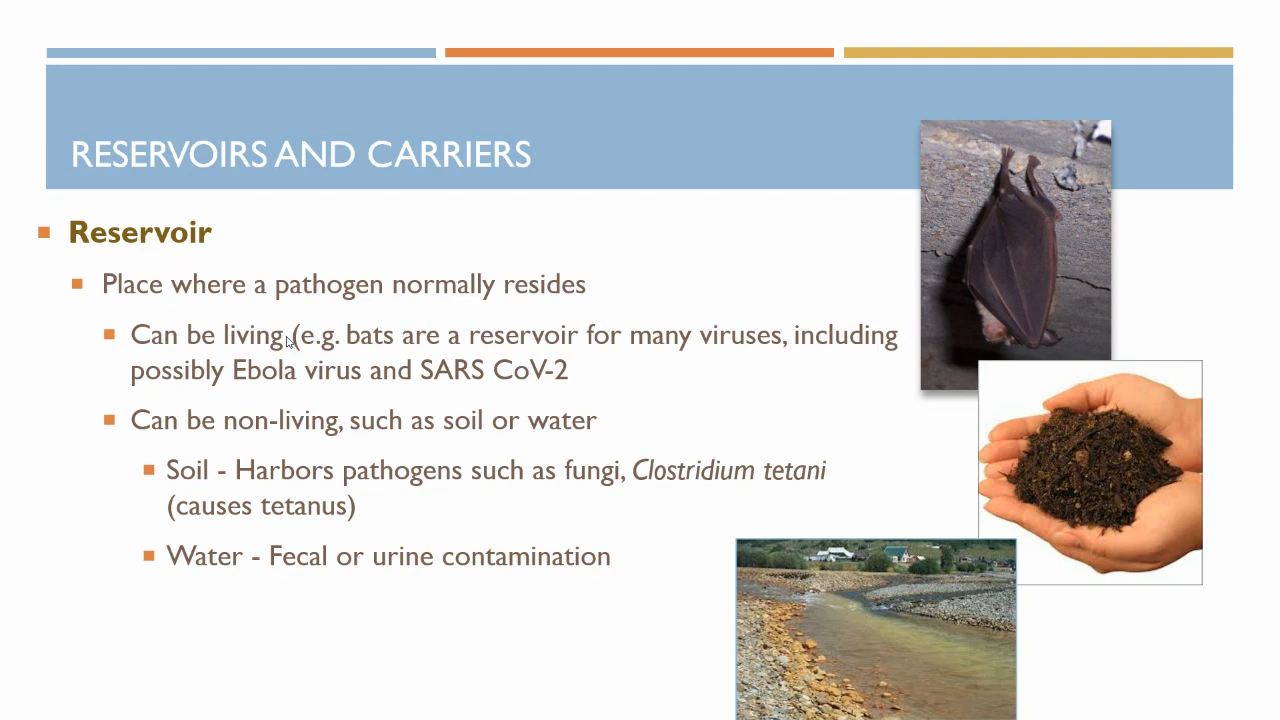 RESERVOIRS AND CARRIERS
Reservoir
Place where a pathogen normally resides
Can be living (e.g. bats are a reservoir for many viruses, including
possibly Ebola virus and SARS CoV-2
Can be non-living, such as soil or water
Soil - Harbors pathogens such as fungi, Clostridium tetani
(causes tetanus)
Water - Fecal or urine contamination